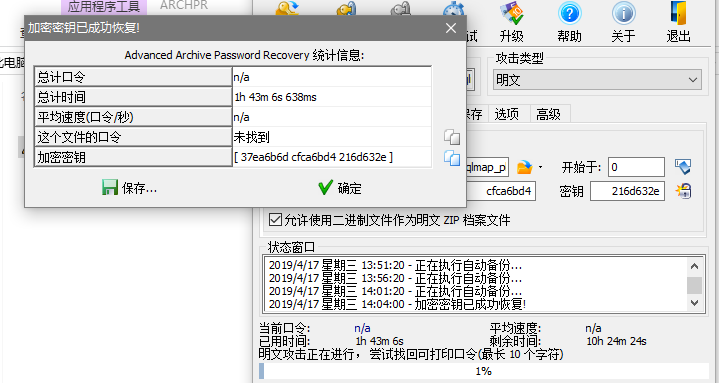 应用程序工具
ARCHPR
加密密钥已成功恢复!
Advanced Archive Password Recovery 统计信息:
总计口令 n/a
总计时间 1h 43m 6s 638ms
平均速度(口令/秒) n/a
这个文件的口令 未找到
加密密钥 [ 37ea6b6d cfca6bd4 216d632e ]
保存...
确定
试
升级
帮助
关于
退出
攻击类型
明文
保存
选项
高级
qlmap_p
开始于: 0
cfca6bd4
密钥 216d632e
允许使用二进制文件作为明文 ZIP 档案文件
状态窗口
2019/4/17 星期三 13:51:20 - 正在执行自动备份...
2019/4/17 星期三 13:56:20 - 正在执行自动备份...
2019/4/17 星期三 14:01:20 - 正在执行自动备份...
2019/4/17 星期三 14:04:00 - 加密密钥已成功恢复!
当前口令: n/a 平均速度: n/a
已用时间: 1h 43m 6s 剩余时间: 10h 24m 24s
明文攻击正在进行，尝试找回可打印口令(最长 10 个字符)
1%